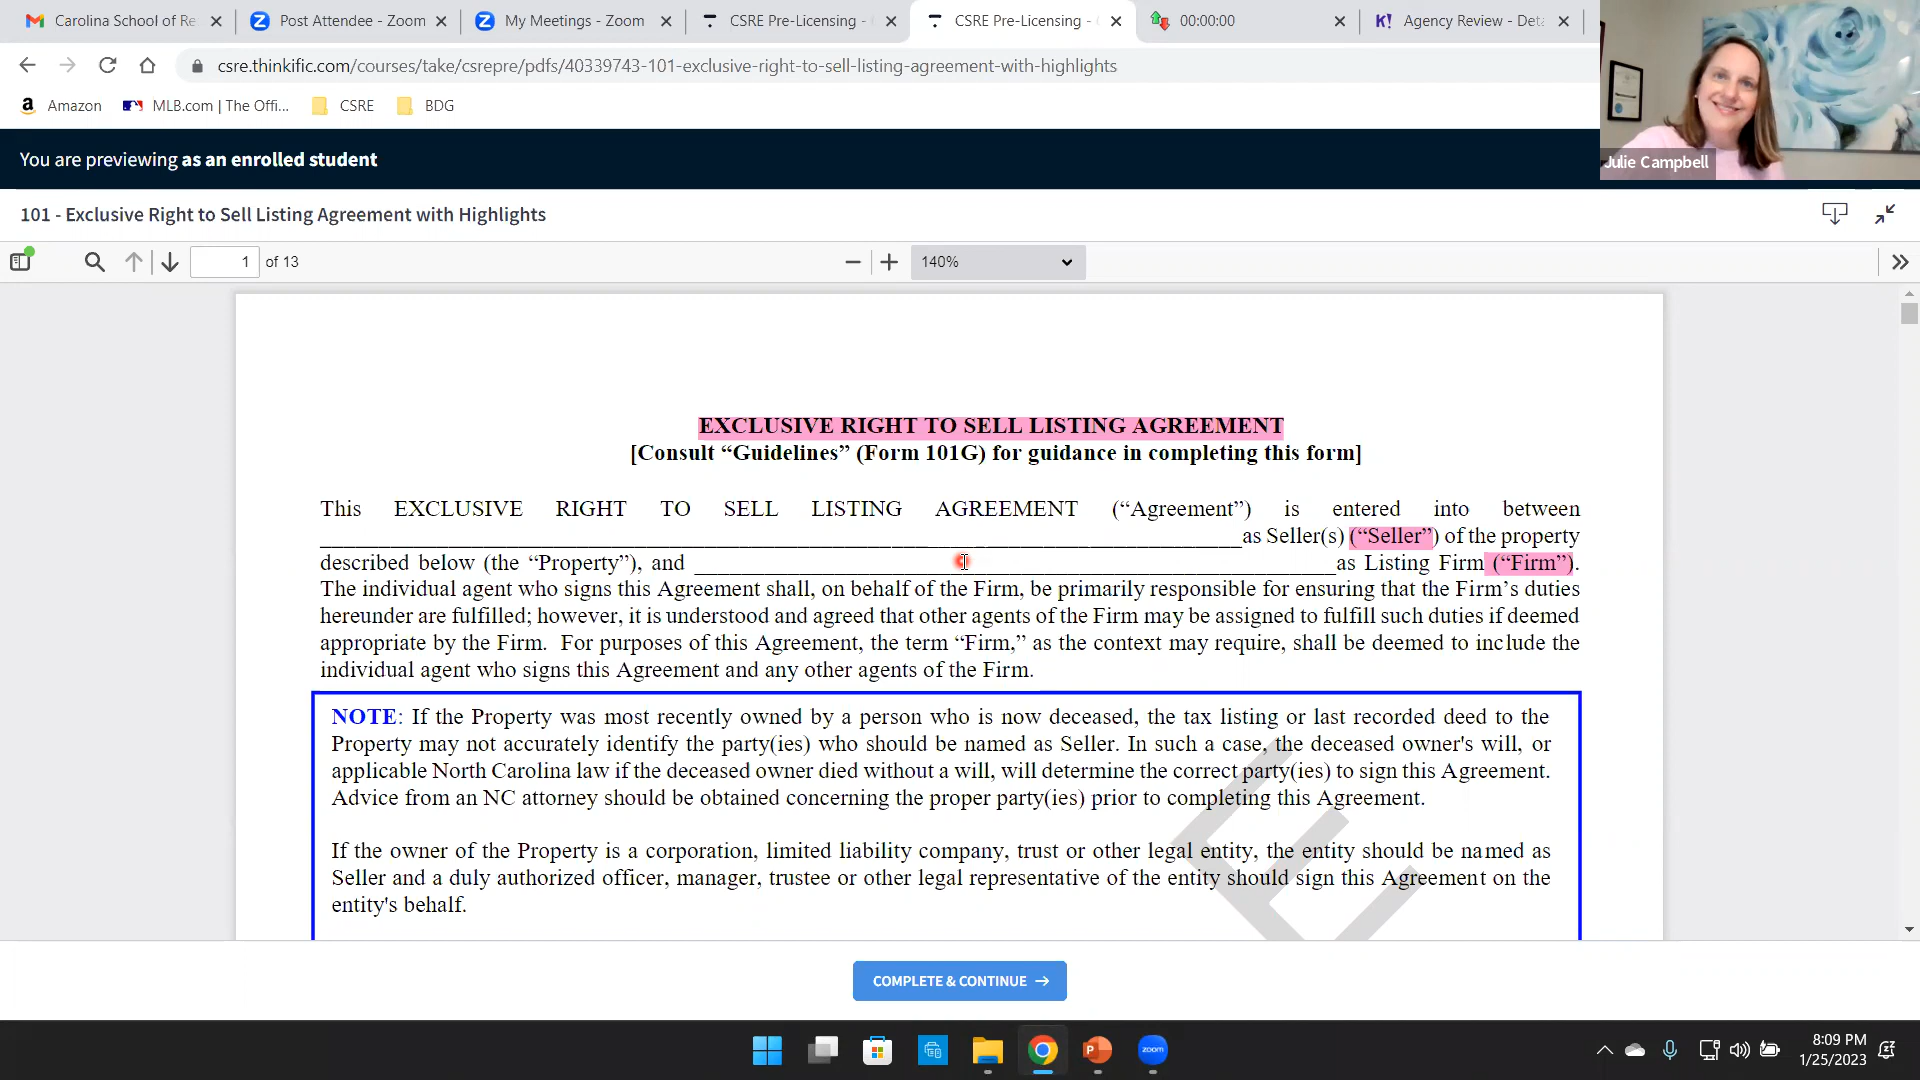 Carolina School of Re
Post Attendee - Zoom
My Meetings - Zoom
CSRE Pre-Licensing -
CSRE Pre-Licensing -
00:00:00
K! Agency Review - Deta
csre.thinkific.com/courses/take/csrepre/pdfs/40339743-101-exclusive-right-to-sell-listing-agreement-with-highlights
Amazon MLB.com | The Offi... CSRE BDG
Julie Campbell
You are previewing as an enrolled student
101 - Exclusive Right to Sell Listing Agreement with Highlights
1 of 13
140%
EXCLUSIVE RIGHT TO SELL LISTING AGREEMENT
[Consult “Guidelines” (Form 101G) for guidance in completing this form]
This EXCLUSIVE RIGHT TO SELL LISTING AGREEMENT (“Agreement”) is entered into between
as Seller(s) (“Seller”) of the property
described below (the “Property”), and as Listing Firm (“Firm”).
The individual agent who signs this Agreement shall, on behalf of the Firm, be primarily responsible for ensuring that the Firm’s duties
hereunder are fulfilled; however, it is understood and agreed that other agents of the Firm may be assigned to fulfill such duties if deemed
appropriate by the Firm. For purposes of this Agreement, the term “Firm,” as the context may require, shall be deemed to include the
individual agent who signs this Agreement and any other agents of the Firm.
NOTE: If the Property was most recently owned by a person who is now deceased, the tax listing or last recorded deed to the
Property may not accurately identify the party(ies) who should be named as Seller. In such a case, the deceased owner's will, or
applicable North Carolina law if the deceased owner died without a will, will determine the correct party(ies) to sign this Agreement.
Advice from an NC attorney should be obtained concerning the proper party(ies) prior to completing this Agreement.
If the owner of the Property is a corporation, limited liability company, trust or other legal entity, the entity should be named as
Seller and a duly authorized officer, manager, trustee or other legal representative of the entity should sign this Agreement on the
entity's behalf.
E
COMPLETE & CONTINUE →
zoom
8:09 PM
1/25/2023